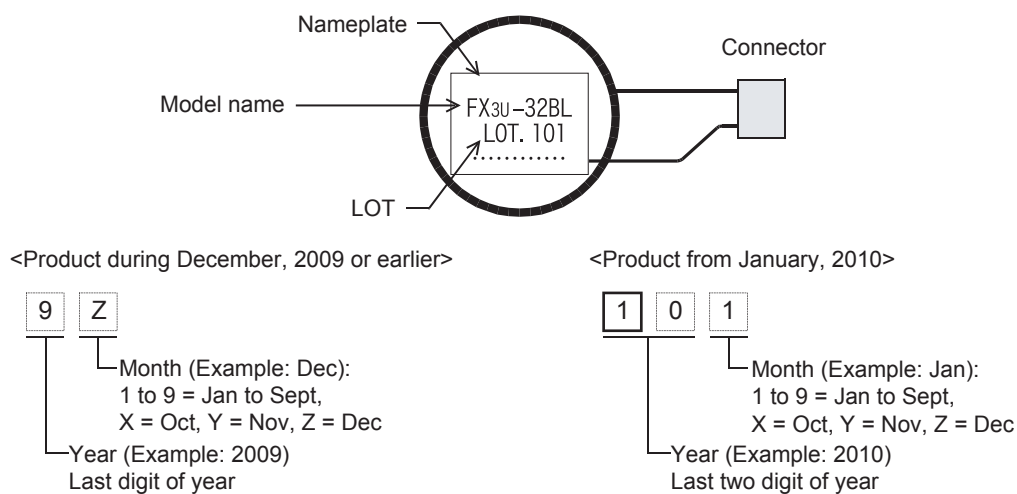 Nameplate
Connector
Model name
FX3U-32BL
LOT. 101
............
LOT
<Product during December, 2009 or earlier>
9 Z
Month (Example: Dec):
1 to 9 = Jan to Sept,
X = Oct, Y = Nov, Z = Dec
Year (Example: 2009)
Last digit of year
<Product from January, 2010>
1 0 1
Month (Example: Jan):
1 to 9 = Jan to Sept,
X = Oct, Y = Nov, Z = Dec
Year (Example: 2010)
Last two digit of year